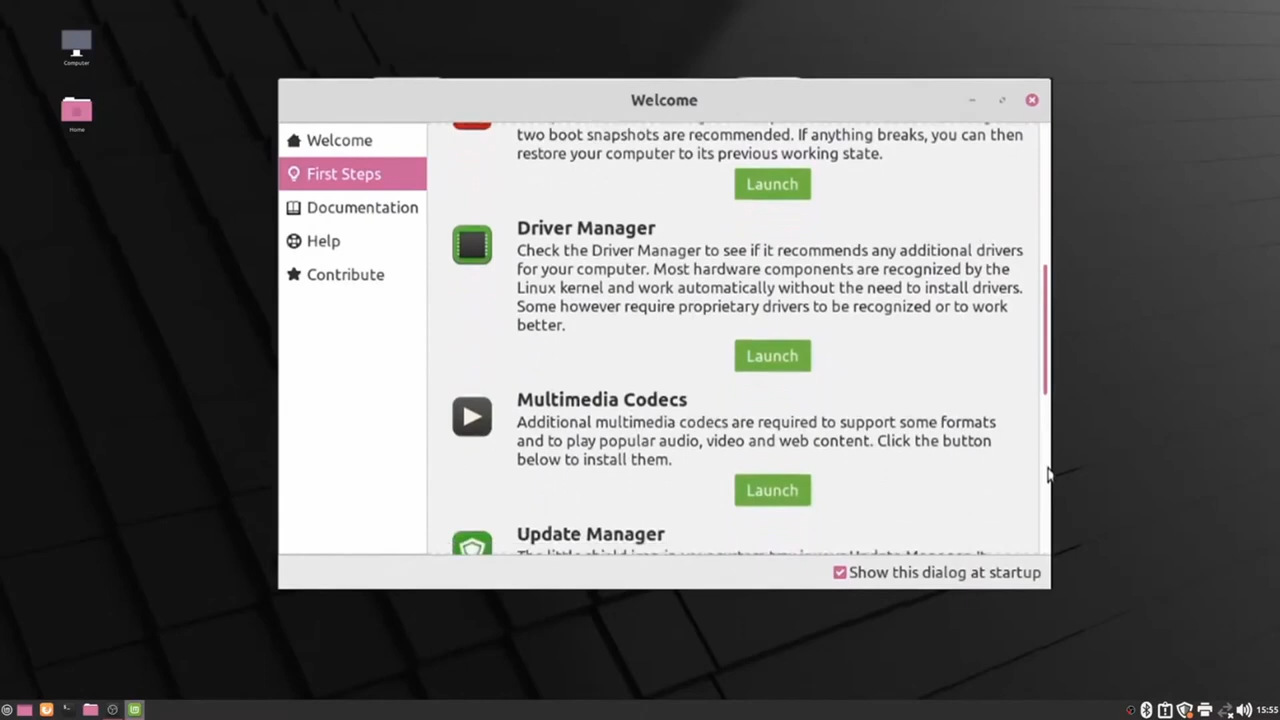 Computer
Home
Welcome
Welcome
First Steps
Documentation
Help
Contribute
two boot snapshots are recommended. If anything breaks, you can then
restore your computer to its previous working state.
Launch
Driver Manager
Check the Driver Manager to see if it recommends any additional drivers
for your computer. Most hardware components are recognized by the
Linux kernel and work automatically without the need to install drivers.
Some however require proprietary drivers to be recognized or to work
better.
Launch
Multimedia Codecs
Additional multimedia codecs are required to support some formats
and to play popular audio, video and web content. Click the button
below to install them.
Launch
Update Manager
Show this dialog at startup
15:55